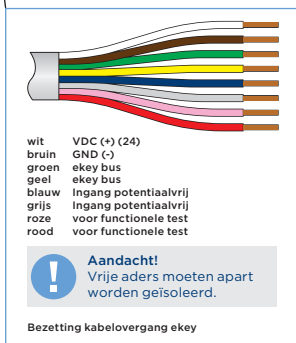 wit VDC (+) (24)
bruin GND (-)
groen ekey bus
geel ekey bus
blauw Ingang potentiaalvrij
grijs Ingang potentiaalvrij
roze voor functionele test
rood voor functionele test
Aandacht!
Vrije aders moeten apart
worden geïsoleerd.
Bezetting kabelovergang ekey